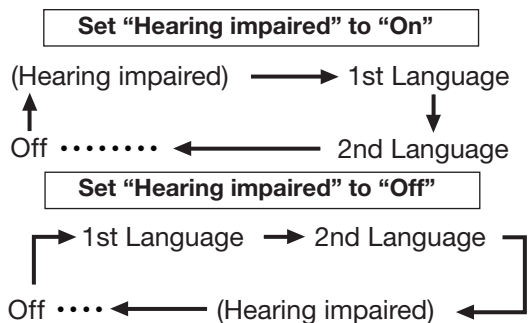 Set “Hearing impaired” to “On”
(Hearing impaired) 1st Language
Off ········ 2nd Language
Set “Hearing impaired” to “Off”
1st Language 2nd Language
Off ···· (Hearing impaired)